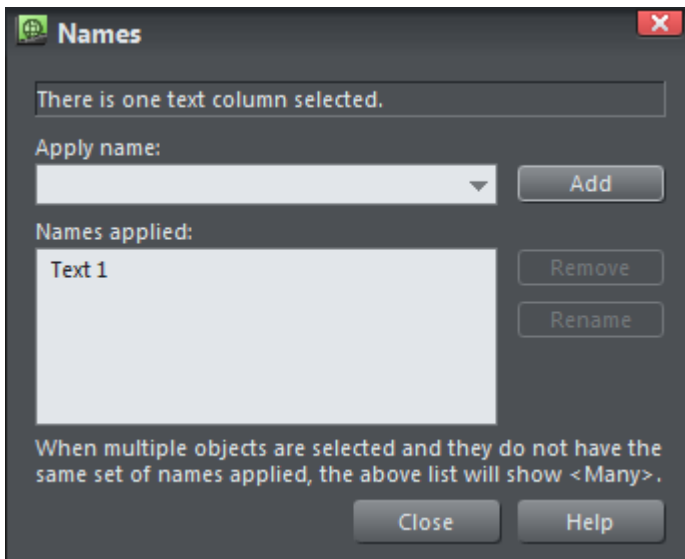 Names
There is one text column selected.
Apply name:
Add
Names applied:
Text 1
Remove
Rename
When multiple objects are selected and they do not have the
same set of names applied, the above list will show <Many>.
Close
Help